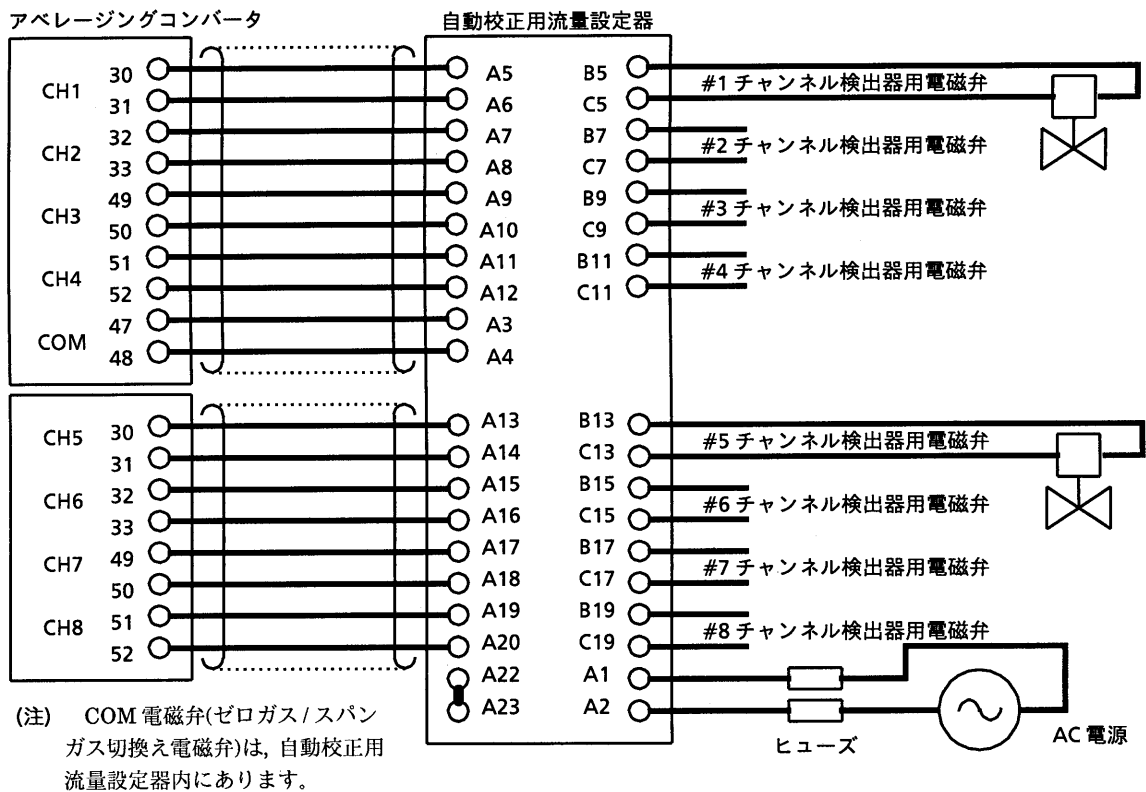 アベレージングコンバータ
自動校正用流量設定器
CH1 30 A5 B5
#1 チャンネル検出器用電磁弁
31 A6 C5
CH2 32 A7 B7
#2 チャンネル検出器用電磁弁
33 A8 C7
CH3 49 A9 B9
#3 チャンネル検出器用電磁弁
50 A10 C9
CH4 51 A11 B11
#4 チャンネル検出器用電磁弁
52 A12 C11
COM 47 A3
48 A4
CH5 30 A13 B13
#5 チャンネル検出器用電磁弁
31 A14 C13
CH6 32 A15 B15
#6 チャンネル検出器用電磁弁
33 A16 C15
CH7 49 A17 B17
#7 チャンネル検出器用電磁弁
50 A18 C17
CH8 51 A19 B19
#8 チャンネル検出器用電磁弁
52 A20 C19
A22 A1
A23 A2
ヒューズ
AC 電源
(注) COM 電磁弁(ゼロガス / スパン
ガス切換え電磁弁)は, 自動校正用
流量設定器内にあります。